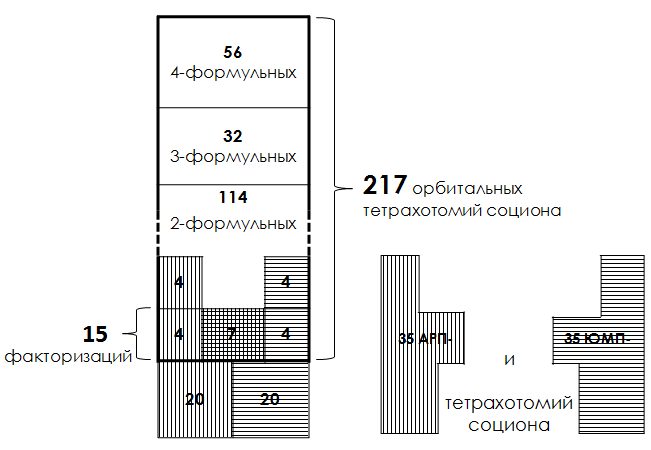 56
4-формульных
32
3-формульных
114
2-формульных
217 орбитальных
тетрахотомий социона
4
4
4
7
4
15
факторизаций
20
20
35 АРП-
35 ЮМП-
и
тетрахотомий
социона